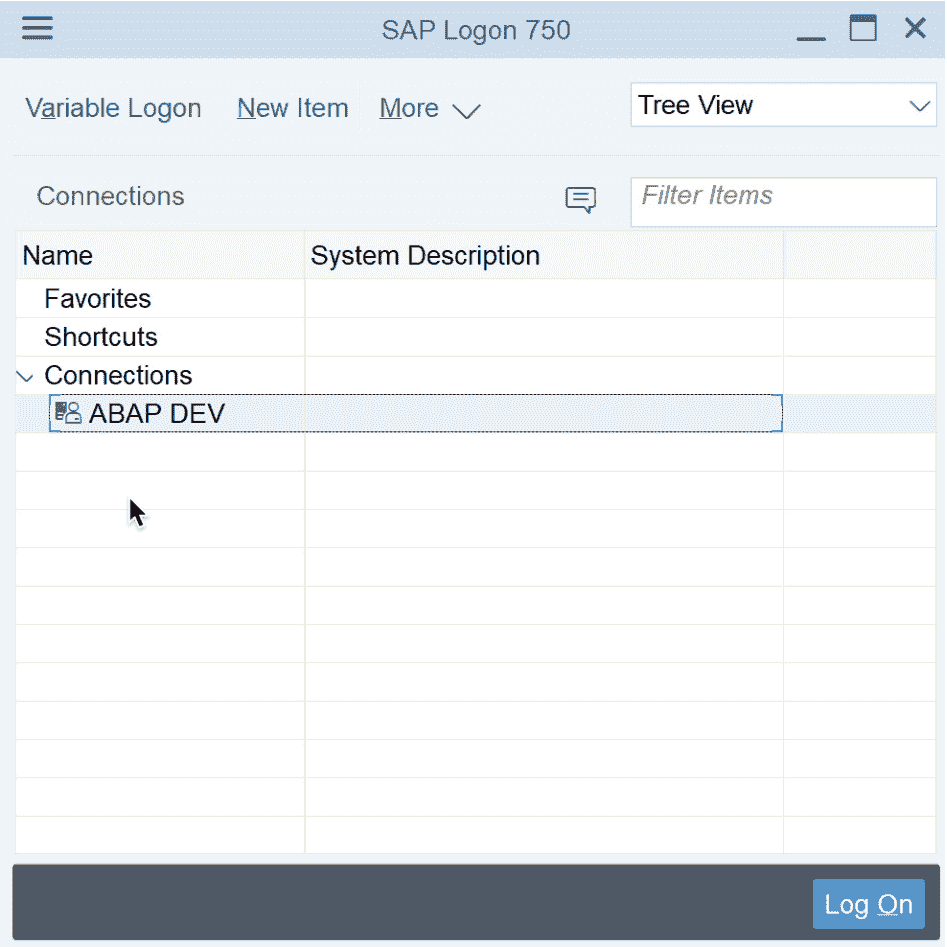 SAP Logon 750
Variable Logon New Item More Tree View
Connections Filter Items
Name System Description
Favorites
Shortcuts
Connections
ABAP DEV
Log On